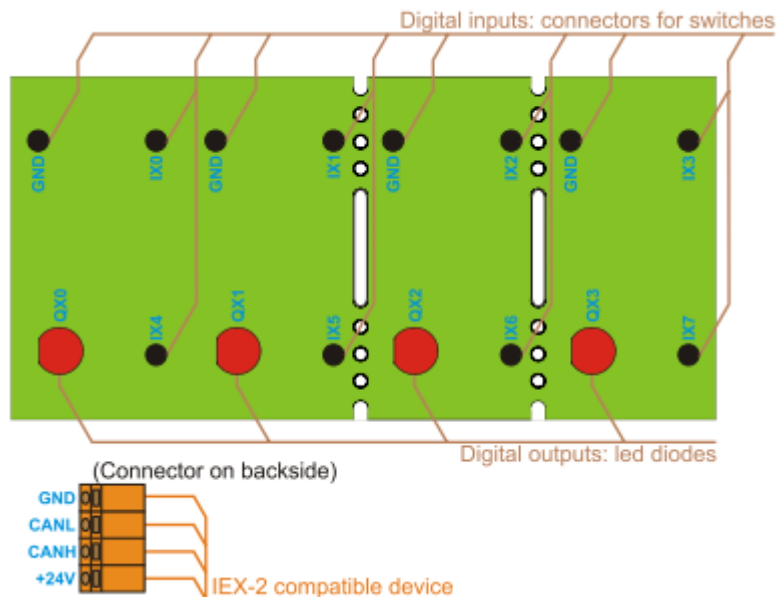 Digital inputs: connectors for switches
GND
IX0
GND
IX1
GND
IX2
GND
IX3
QX0
IX4
QX1
IX5
QX2
IX6
QX3
IX7
Digital outputs: led diodes
(Connector on backside)
GND
CANL
CANH
+24V
IEX-2 compatible device